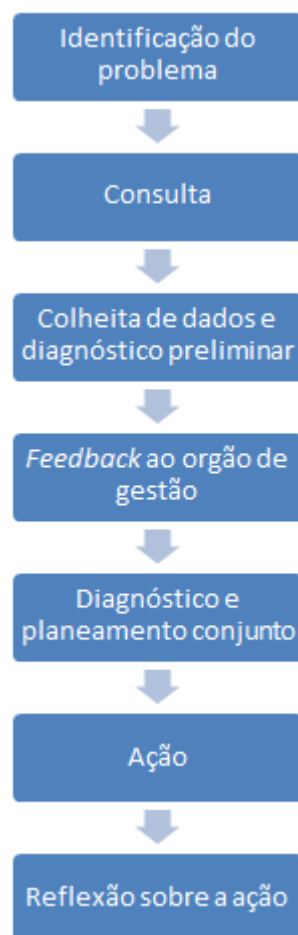 Identificação do
problema
Consulta
Colheita de dados e
diagnóstico preliminar
Feedback ao orgão de
gestão
Diagnóstico e
planeamento conjunto
Ação
Reflexão sobre a ação